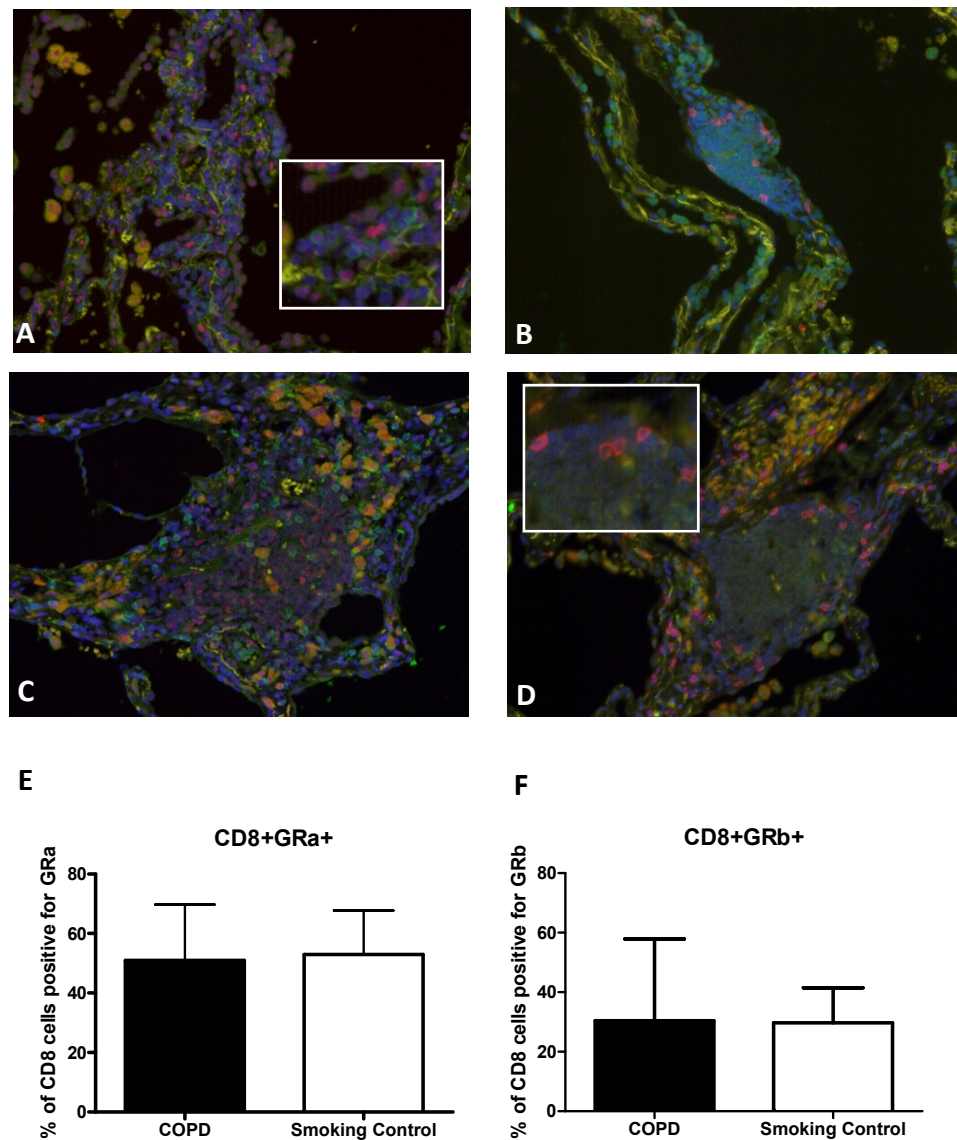 A
B
C
D
E
F
CD8+GRa+
% of CD8 cells positive for GRa
80
60
40
20
0
COPD
Smoking Control
CD8+GRb+
% of CD8 cells positive for GRb
80
60
40
20
0
COPD
Smoking Control